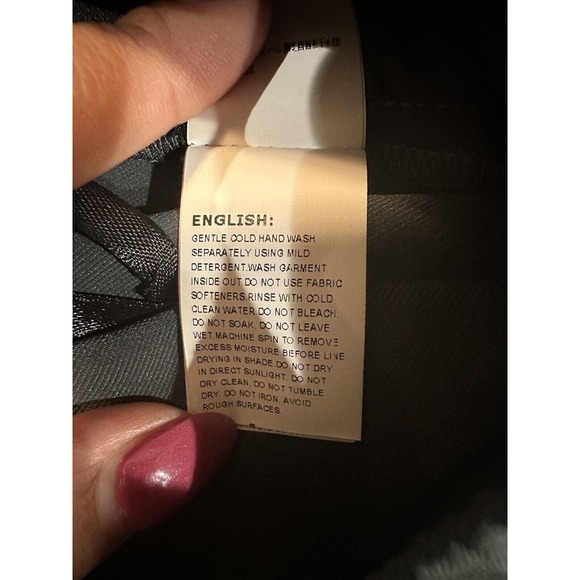 ENGLISH:
GENTLE COLD HAND WASH
SEPARATELY USING MILD
DETERGENT.WASH GARMENT
INSIDE OUT DO NOT USE FABRIC
SOFTENERS.RINSE WITH COLD
CLEAN WATER.DO NOT BLEACH.
DO NOT SOAK. DO NOT LEAVE
WET MACHINE SPIN TO REMOVE
EXCESS MOISTURE BEFORE LINE
DRYING IN SHADE.DO NOT DRY
IN DIRECT SUNLIGHT. DO NOT
DRY CLEAN. DO NOT TUMBLE
DRY. DO NOT IRON. AVOID
ROUGH SURFACES.